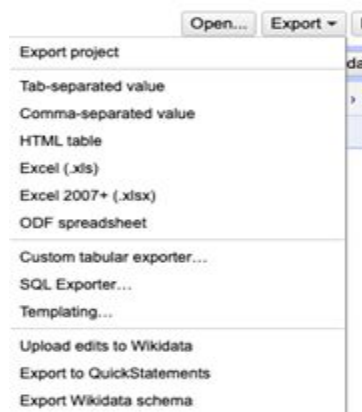 Open... Export
Export project
da
Tab-separated value
Comma-separated value
HTML table
Excel (.xls)
Excel 2007+ (.xlsx)
ODF spreadsheet
Custom tabular exporter...
SQL Exporter...
Templating...
Upload edits to Wikidata
Export to QuickStatements
Export Wikidata schema